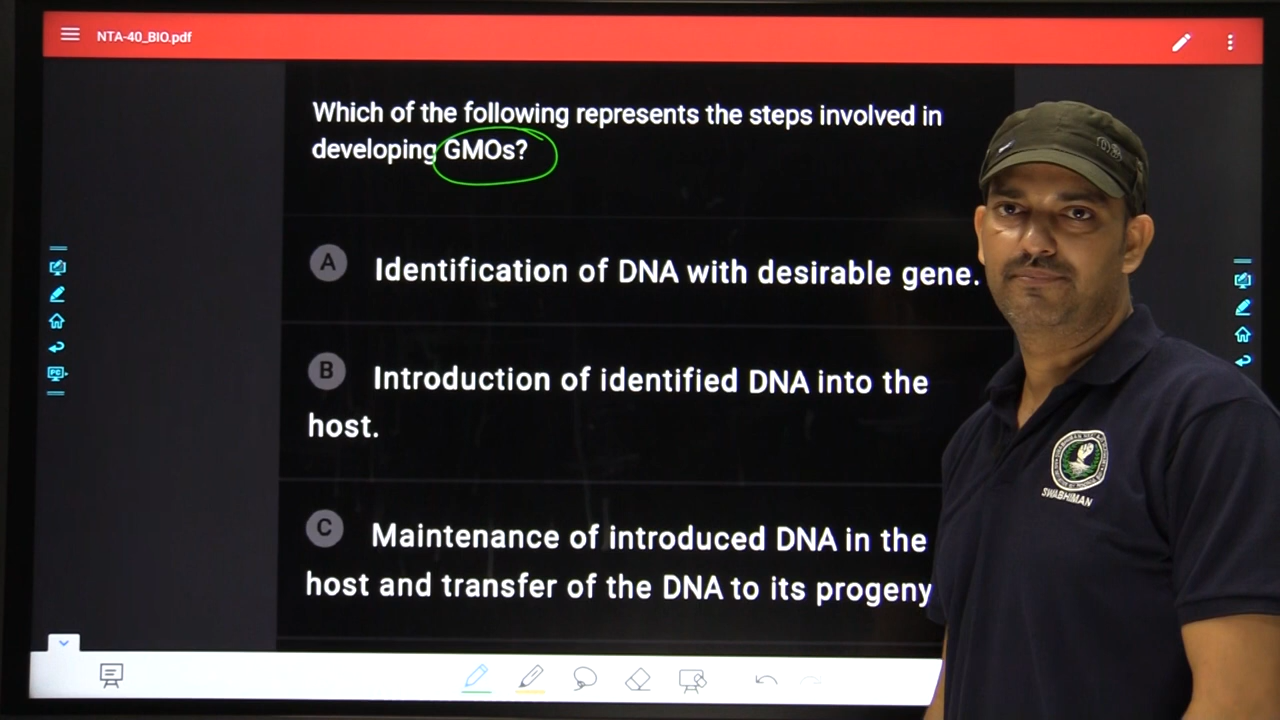 NTA-40_BIO.pdf
Which of the following represents the steps involved in
developing GMOs?
A Identification of DNA with desirable gene.
B Introduction of identified DNA into the
host.
C Maintenance of introduced DNA in the
host and transfer of the DNA to its progeny
PC
SWABHIMAN